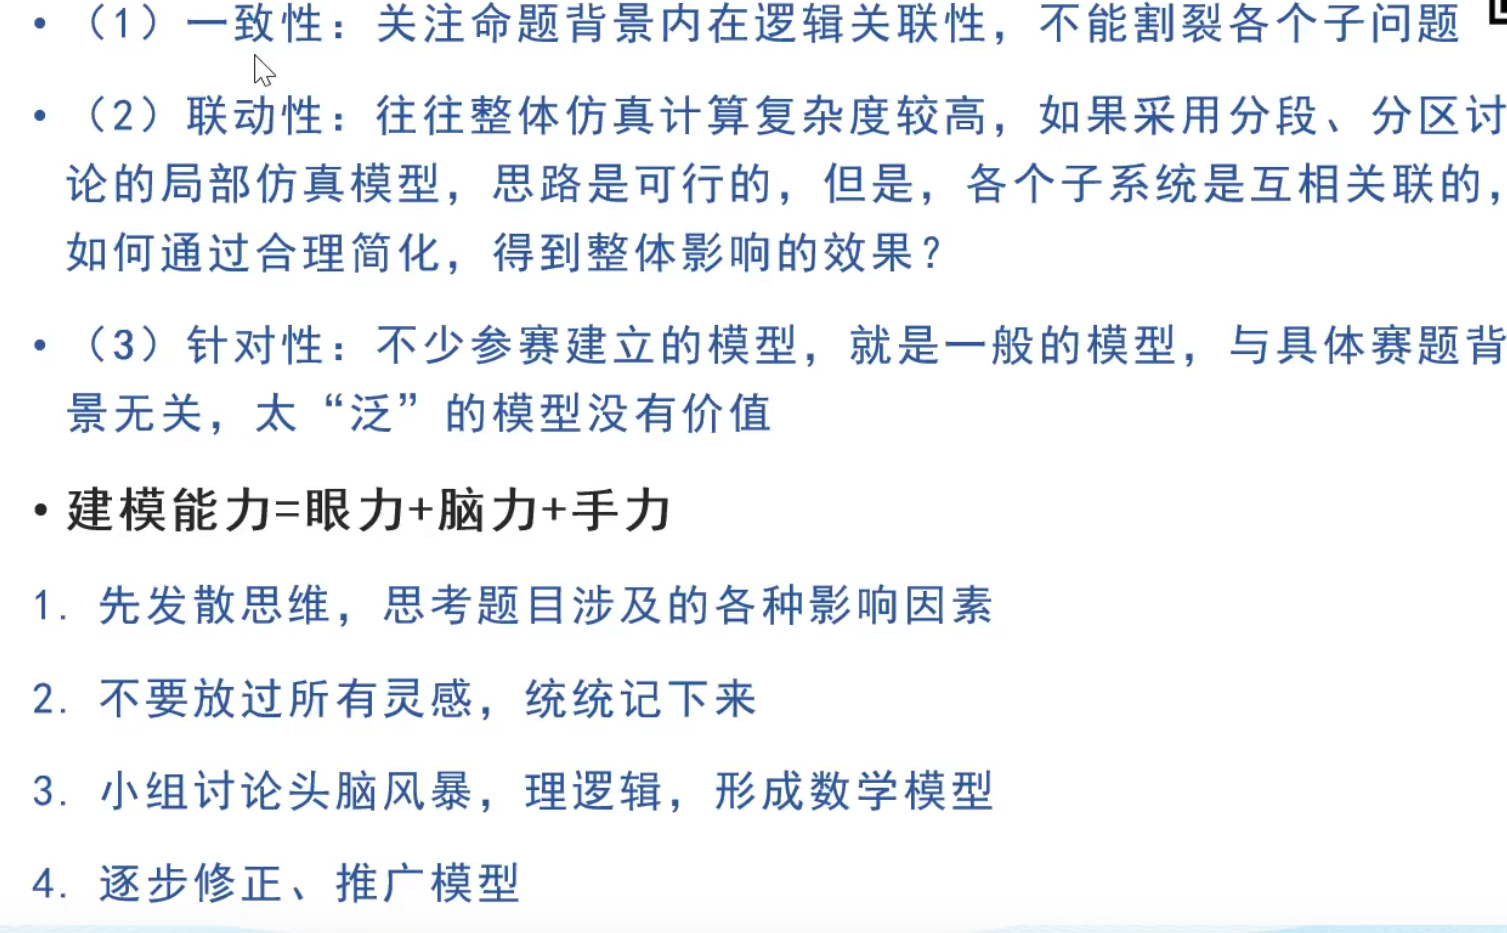 • （1）一致性：关注命题背景内在逻辑关联性，不能割裂各个子问题
• （2）联动性：往往整体仿真计算复杂度较高，如果采用分段、分区讨
论的局部仿真模型，思路是可行的，但是，各个子系统是互相关联的，
如何通过合理简化，得到整体影响的效果？
• （3）针对性：不少参赛建立的模型，就是一般的模型，与具体赛题背
景无关，太“泛”的模型没有价值
• 建模能力=眼力+脑力+手力
1. 先发散思维，思考题目涉及的各种影响因素
2. 不要放过所有灵感，统统记下来
3. 小组讨论头脑风暴，理逻辑，形成数学模型
4. 逐步修正、推广模型